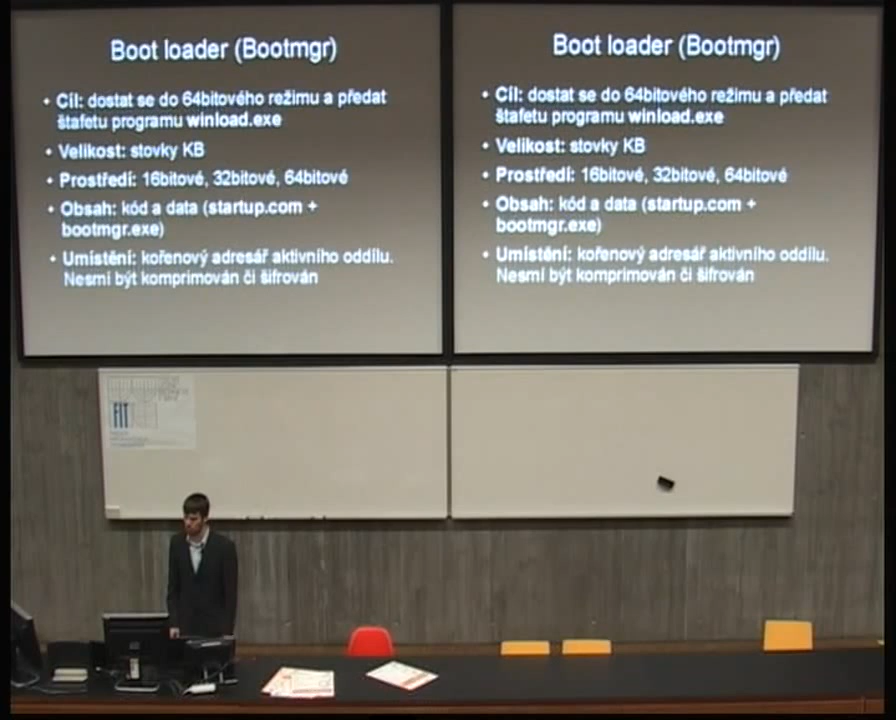 Boot loader (Bootmgr)
• Cíl: dostat se do 64bitového režimu a předat
štafetu programu winload.exe
• Velikost: stovky KB
• Prostředí: 16bitové, 32bitové, 64bitové
• Obsah: kód a data (startup.com +
bootmgr.exe)
• Umístění: kořenový adresář aktivního oddílu.
Nesmí být komprimován či šifrován
Boot loader (Bootmgr)
• Cíl: dostat se do 64bitového režimu a předat
štafetu programu winload.exe
• Velikost: stovky KB
• Prostředí: 16bitové, 32bitové, 64bitové
• Obsah: kód a data (startup.com +
bootmgr.exe)
• Umístění: kořenový adresář aktivního oddílu.
Nesmí být komprimován či šifrován
FIT